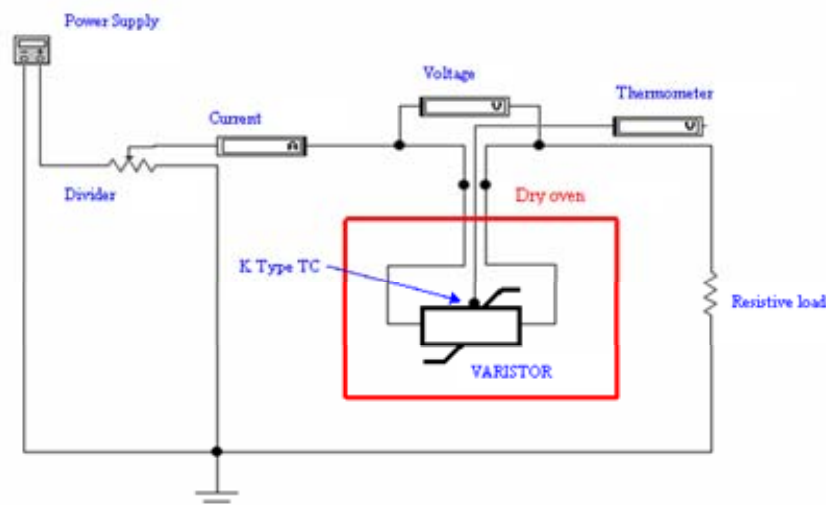 Power Supply
Voltage
Thermometer
Current
A
V
V
Divider
Dry oven
K Type TC
Resistive load
VARISTOR